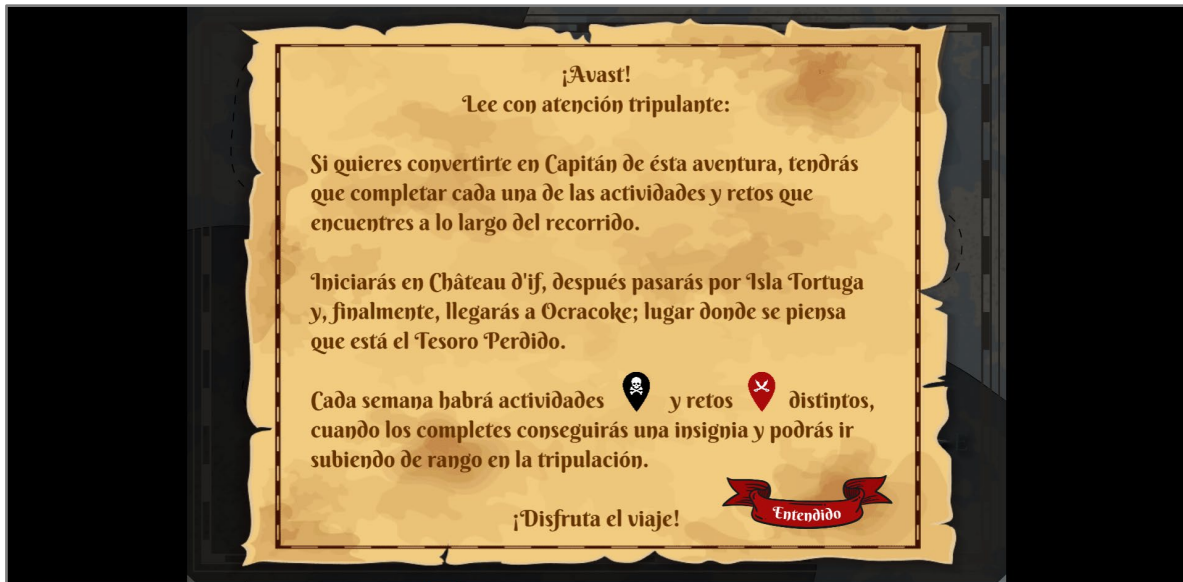 ¡Avast!
Lee con atención tripulante:
Si quieres convertirte en Capitán de ésta aventura, tendrás
que completar cada una de las actividades y retos que
encuentres a lo largo del recorrido.
Iniciarás en Château d'if, después pasarás por Isla Tortuga
y, finalmente, llegarás a Ocracoke; lugar donde se piensa
que está el Tesoro Perdido.
Cada semana habrá actividades y retos distintos,
cuando los completes conseguirás una insignia y podrás ir
subiendo de rango en la tripulación.
¡Disfruta el viaje!
Entendido